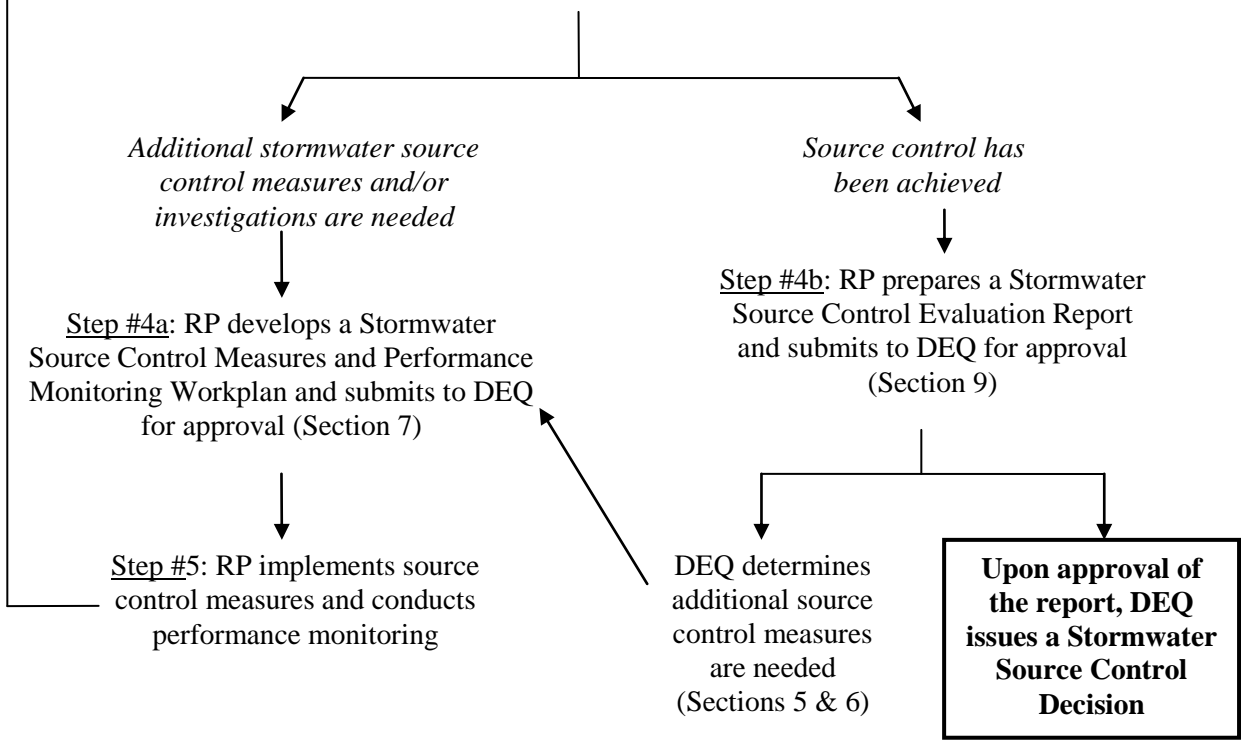 Additional stormwater source
control measures and/or
investigations are needed
Source control has
been achieved
Step #4a: RP develops a Stormwater
Source Control Measures and Performance
Monitoring Workplan and submits to DEQ
for approval (Section 7)
Step #4b: RP prepares a Stormwater
Source Control Evaluation Report
and submits to DEQ for approval
(Section 9)
Step #5: RP implements source
control measures and conducts
performance monitoring
DEQ determines
additional source
control measures
are needed
(Sections 5 & 6)
Upon approval of
the report, DEQ
issues a Stormwater
Source Control
Decision